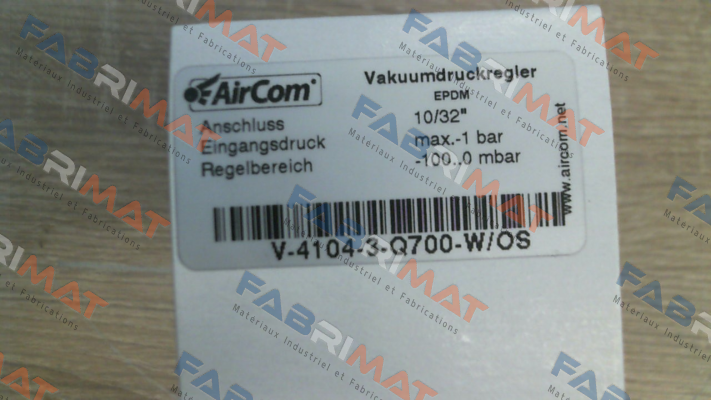 AirCom
Vakuumdruckregler
EPDM
Anschluss 10/32"
Eingangsdruck max.-1 bar
Regelbereich -100..0 mbar
www.aircom.net
V-4104-3-Q700-W/OS
FABRIMAT
Materiaux Industriel et Fabrications